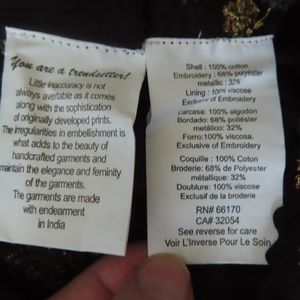 You are a trendsetter!
Little inaccuracy is not
always avertable as it comes
along with the sophistication
of originally developed prints.
The irregularities in embellishment is
what adds to the beauty of
handcrafted garments and
maintain the elegance and feminity
of the garments.
The garments are made
with endearment
in India
Shell : 100% cotton
Embroidery : 68% polyester
metallic : 32%
Lining : 100% viscose
Exclusive of Embroidery
Carcasa: 100% algodón
Bordado: 68% poliéster
metálico: 32%
Forro:100% viscosa.
Exclusive of Embroidery
Coquille : 100% Coton
Broderie: 68% de Polyester
métallique: 32%
Doublure: 100% viscose
Exclusif de la broderie
RN# 66170
CA# 32054
See reverse for care
Voir L'Inverse Pour Le Soin